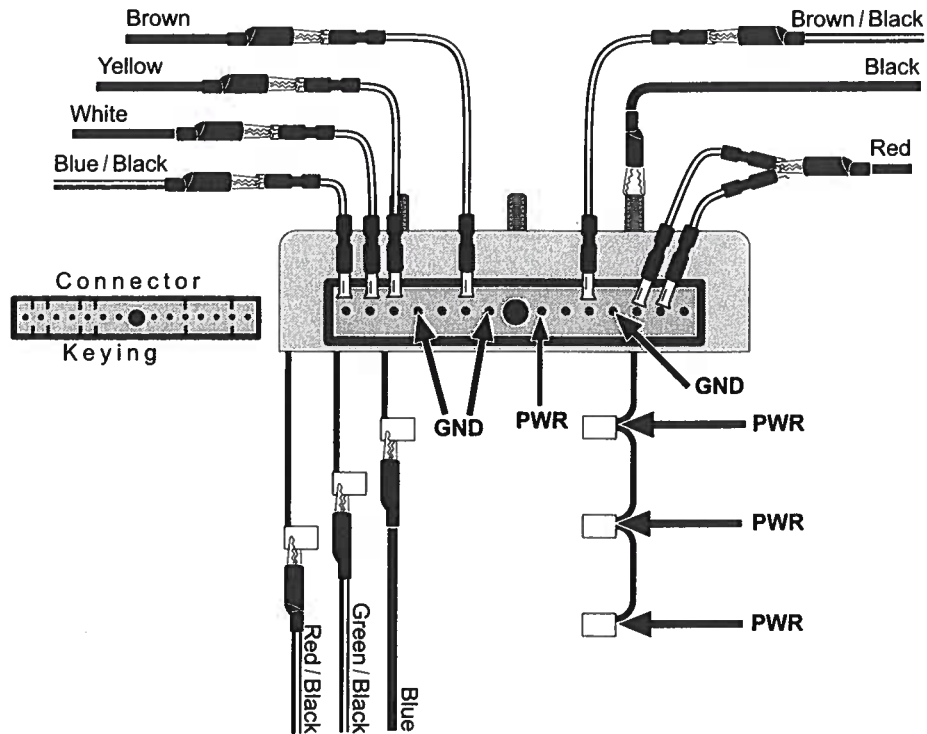 Brown
Brown / Black
Yellow
Black
White
Blue / Black
Red
Connector
Keying
GND
PWR
GND
PWR
PWR
PWR
Red / Black
Green / Black
Blue